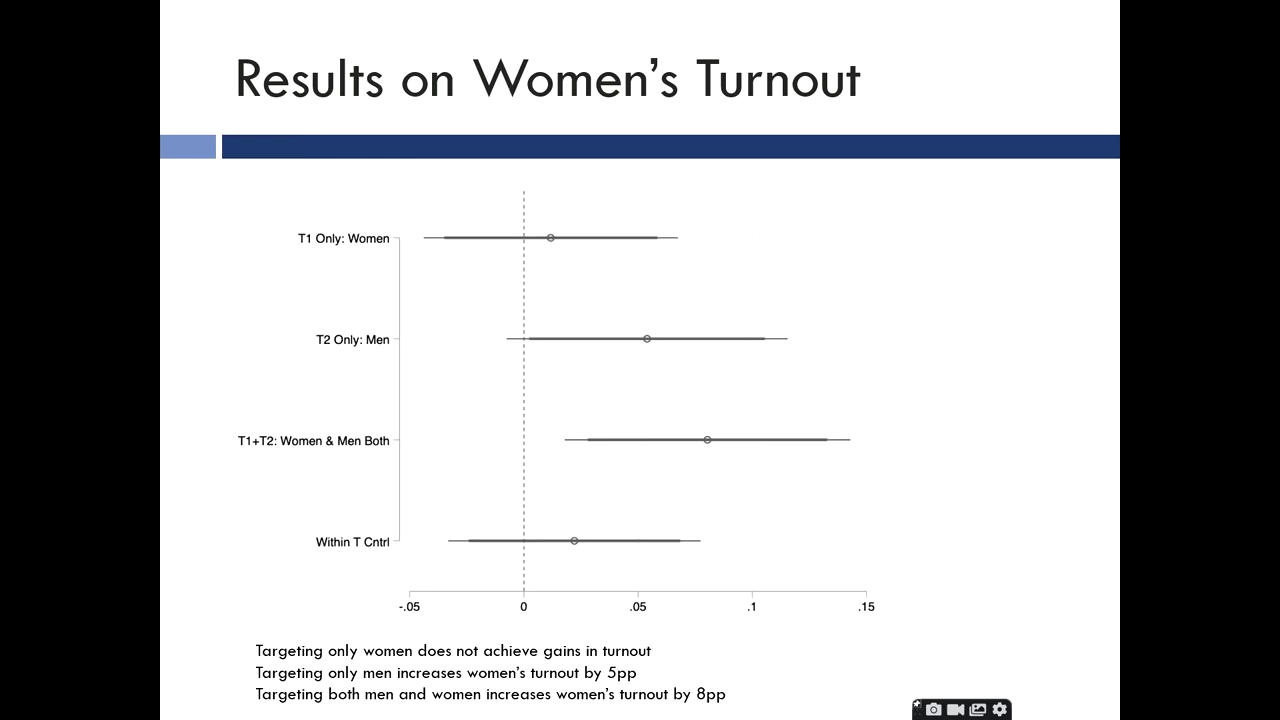 Results on Women's Turnout
T1 Only: Women
T2 Only: Men
T1+T2: Women & Men Both
Within T Cntrl
-.05 0 .05 .1 .15
Targeting only women does not achieve gains in turnout
Targeting only men increases women's turnout by 5pp
Targeting both men and women increases women's turnout by 8pp